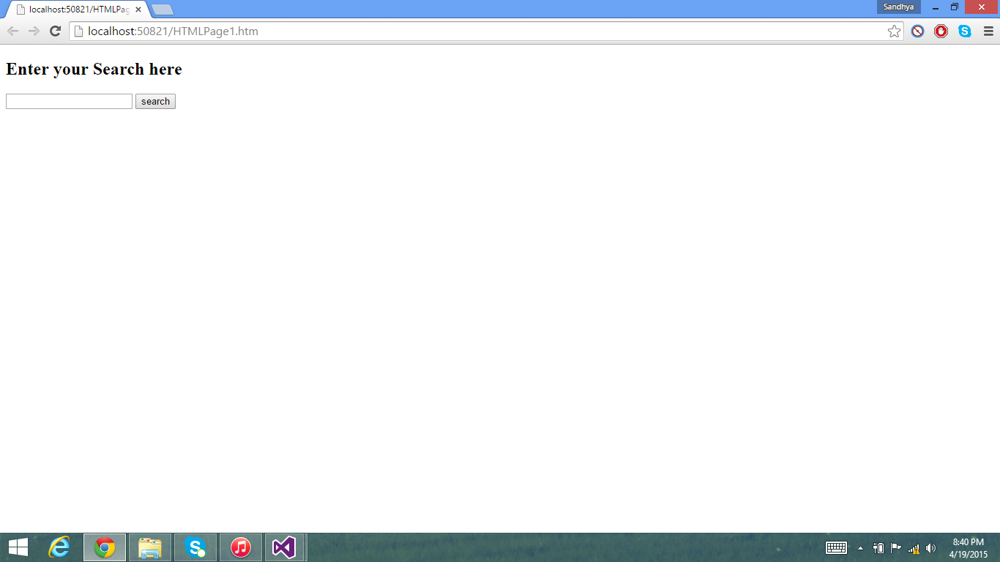 localhost:50821/HTMLPag
Sandhya
localhost:50821/HTMLPage1.htm
Enter your Search here
search
8:40 PM
4/19/2015